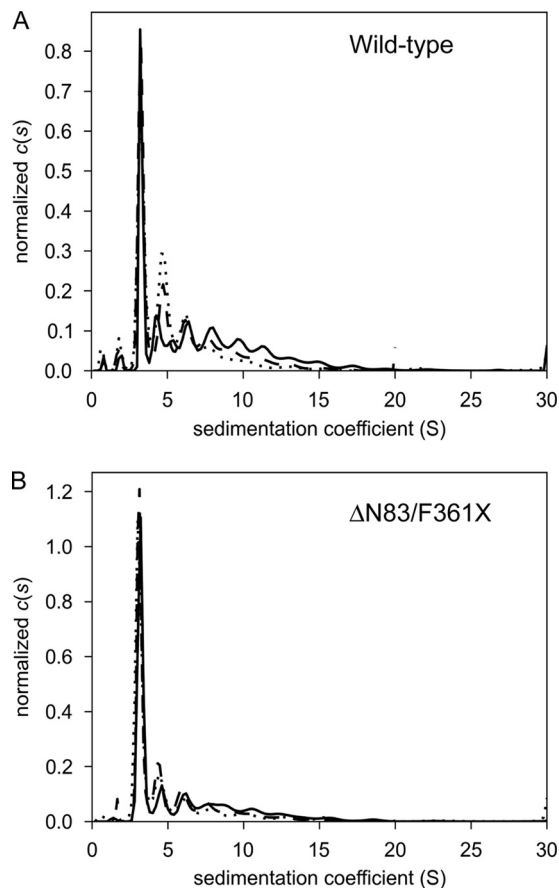 A
Wild-type
normalized c(s)
0.8
0.7
0.6
0.5
0.4
0.3
0.2
0.1
0.0
0 5 10 15 20 25 30
sedimentation coefficient (S)
B
ΔN83/F361X
normalized c(s)
1.2
1.0
0.8
0.6
0.4
0.2
0.0
0 5 10 15 20 25 30
sedimentation coefficient (S)